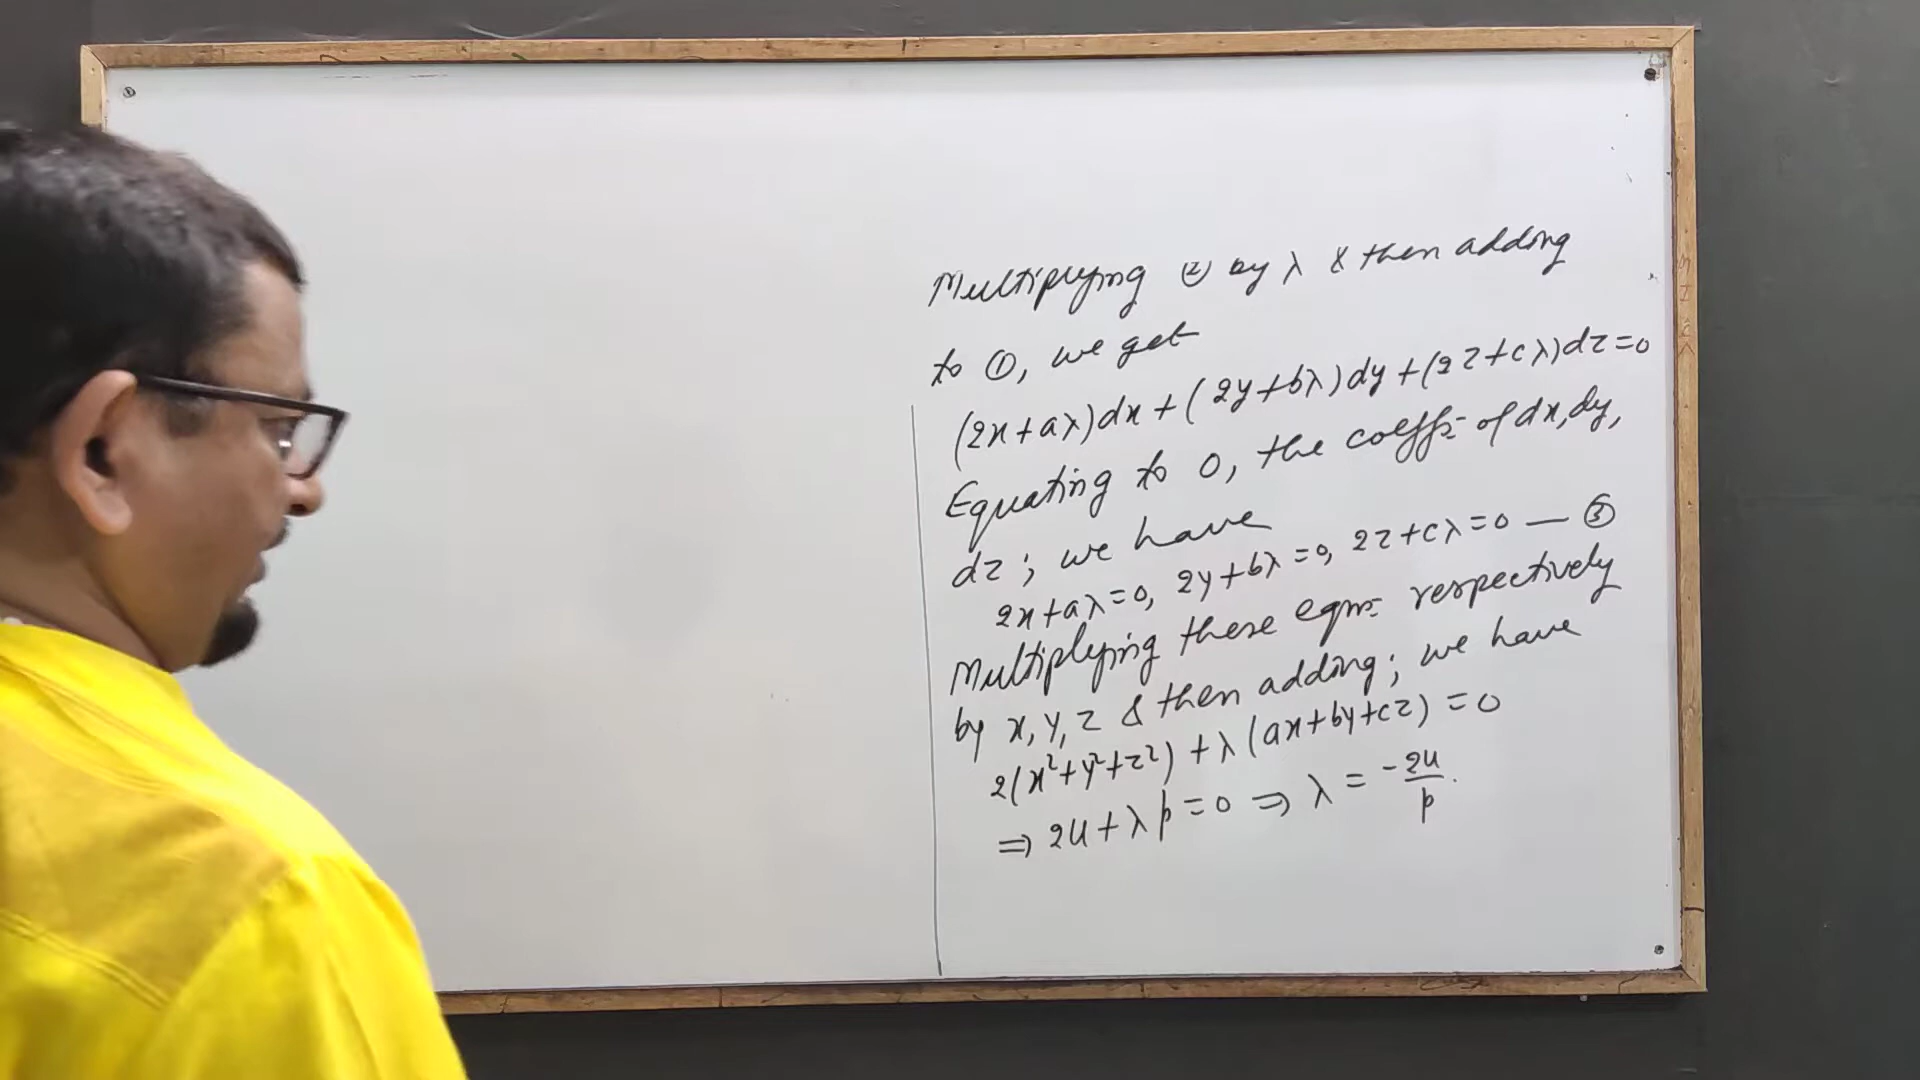 Multiplying (2) by λ & then adding
to ①, we get
(2x+aλ)dx+(2y+bλ)dy+(2z+cλ)dz=0
Equating to 0, the coeffs of dx, dy,
dz; we have
2x+aλ=0, 2y+bλ=0, 2z+cλ=0 — ③
Multiplying these eqns respectively
by x, y, z & then adding; we have
2(x²+y²+z²)+λ(ax+by+cz)=0
⇒ 2u+λp=0 ⇒ λ = -2u/p.